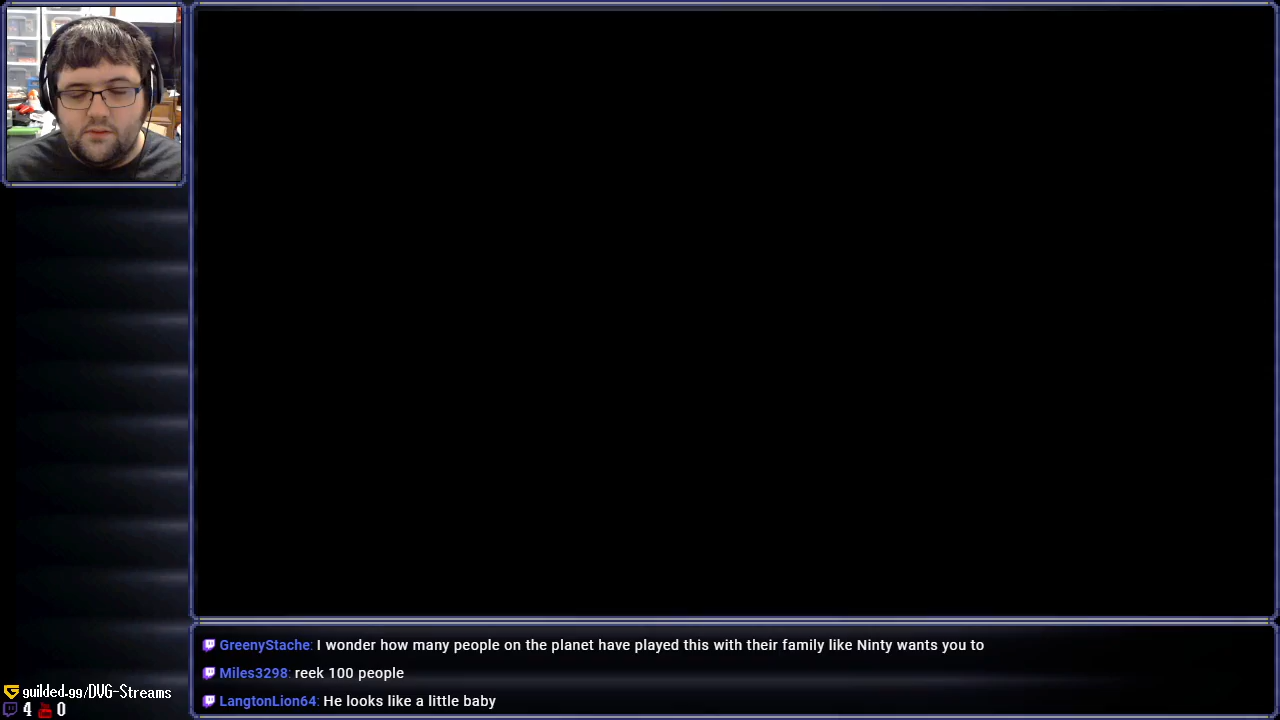 GreenyStache: I wonder how many people on the planet have played this with their family like Ninty wants you to
Miles3298: reek 100 people
LangtonLion64: He looks like a little baby
guilded.gg/DVG-Streams
4 0